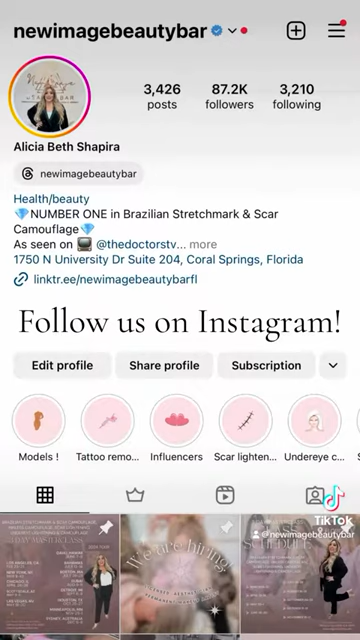 newimagebeautybar
3,426 87.2K 3,210
posts followers following
Alicia Beth Shapira
newimagebeautybar
Health/beauty
💎NUMBER ONE in Brazilian Stretchmark & Scar
Camouflage💎
As seen on 📺 @thedoctorstv... more
1750 N University Dr Suite 204, Coral Springs, Florida
linktr.ee/newimagebeautybarfl
Follow us on Instagram!
Edit profile Share profile Subscription
Models ! Tattoo remo... Influencers Scar lighten... Undereye c...
TikTok
@newimagebeautybar
We are hiring